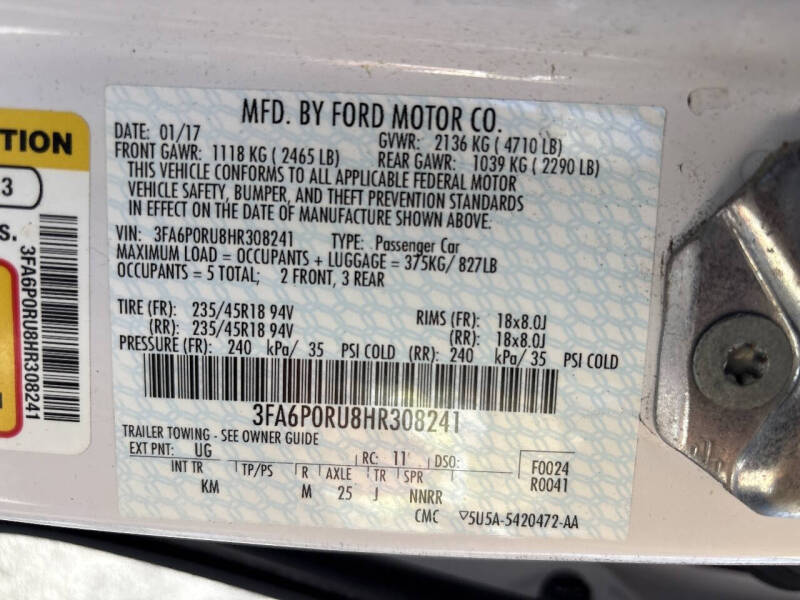 MFD. BY FORD MOTOR CO.
DATE: 01/17
GVWR: 2136 KG ( 4710 LB)
FRONT GAWR: 1118 KG ( 2465 LB)
REAR GAWR: 1039 KG ( 2290 LB)
THIS VEHICLE CONFORMS TO ALL APPLICABLE FEDERAL MOTOR
VEHICLE SAFETY, BUMPER, AND THEFT PREVENTION STANDARDS
IN EFFECT ON THE DATE OF MANUFACTURE SHOWN ABOVE.
VIN: 3FA6P0RU8HR308241 TYPE: Passenger Car
MAXIMUM LOAD = OCCUPANTS + LUGGAGE = 375KG/ 827LB
OCCUPANTS = 5 TOTAL; 2 FRONT, 3 REAR
TIRE (FR): 235/45R18 94V RIMS (FR): 18x8.0J
(RR): 235/45R18 94V (RR): 18x8.0J
PRESSURE (FR): 240 kPa/ 35 PSI COLD (RR): 240 kPa/ 35 PSI COLD
3FA6P0RU8HR308241
TRAILER TOWING - SEE OWNER GUIDE
EXT PNT: UG RC: 11 DSO: F0024
INT TR TP/PS R AXLE TR SPR R0041
KM M 25 J NNRR
CMC ▽5U5A-5420472-AA
TION
3
S.
3FA6P0RU8HR308241